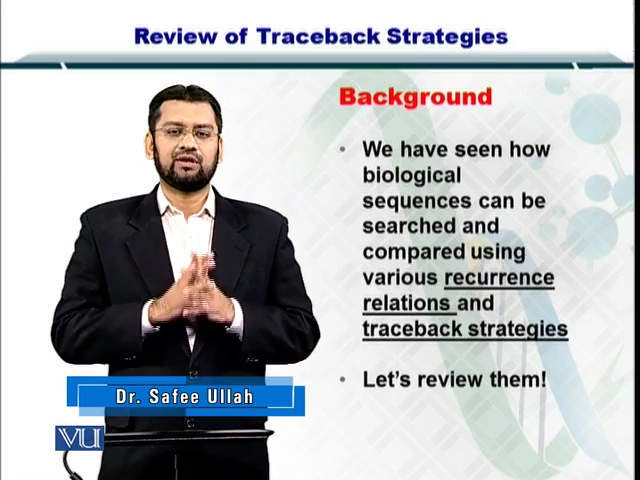 Review of Traceback Strategies
Background
• We have seen how
biological
sequences can be
searched and
compared using
various recurrence
relations and
traceback strategies
• Let's review them!
Dr. Safee Ullah
VU